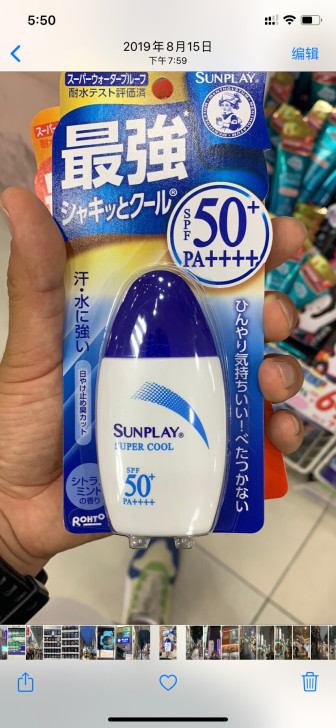 5:50
2019年8月15日
下午7:59
编辑
スーパーウォータープルーフ
耐水テスト評価済
SUNPLAY®
最強
シャキッとクール®
SPF 50+
PA++++
汗・水に強い
日やけ止め臭カット
ひんやり気持ちいい!べたつかない
シトラスミントの香り
SUNPLAY®
SUPER COOL
SPF
50+
PA++++
ROHTO